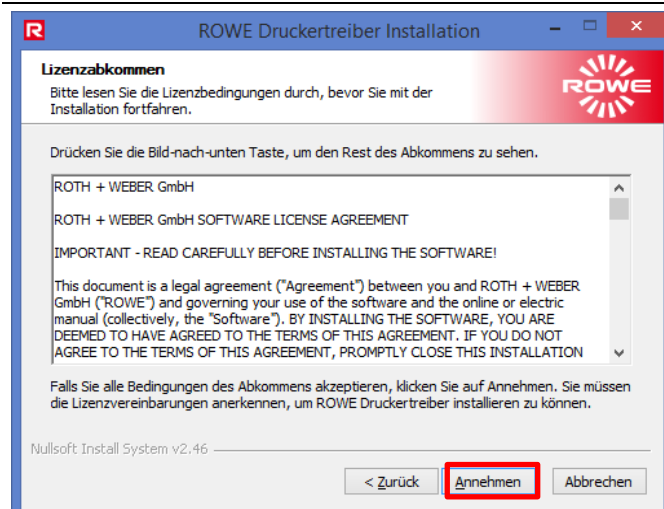 ROWE Druckertreiber Installation
Lizenzabkommen
Bitte lesen Sie die Lizenzbedingungen durch, bevor Sie mit der
Installation fortfahren.
ROWE
Drücken Sie die Bild-nach-unten Taste, um den Rest des Abkommens zu sehen.
ROTH + WEBER GmbH
ROTH + WEBER GmbH SOFTWARE LICENSE AGREEMENT
IMPORTANT - READ CAREFULLY BEFORE INSTALLING THE SOFTWARE!
This document is a legal agreement ("Agreement") between you and ROTH + WEBER
GmbH ("ROWE") and governing your use of the software and the online or electric
manual (collectively, the "Software"). BY INSTALLING THE SOFTWARE, YOU ARE
DEEMED TO HAVE AGREED TO THE TERMS OF THIS AGREEMENT. IF YOU DO NOT
AGREE TO THE TERMS OF THIS AGREEMENT, PROMPTLY CLOSE THIS INSTALLATION
Falls Sie alle Bedingungen des Abkommens akzeptieren, klicken Sie auf Annehmen. Sie müssen
die Lizenzvereinbarungen anerkennen, um ROWE Druckertreiber installieren zu können.
Nullsoft Install System v2.46
< Zurück Annehmen Abbrechen